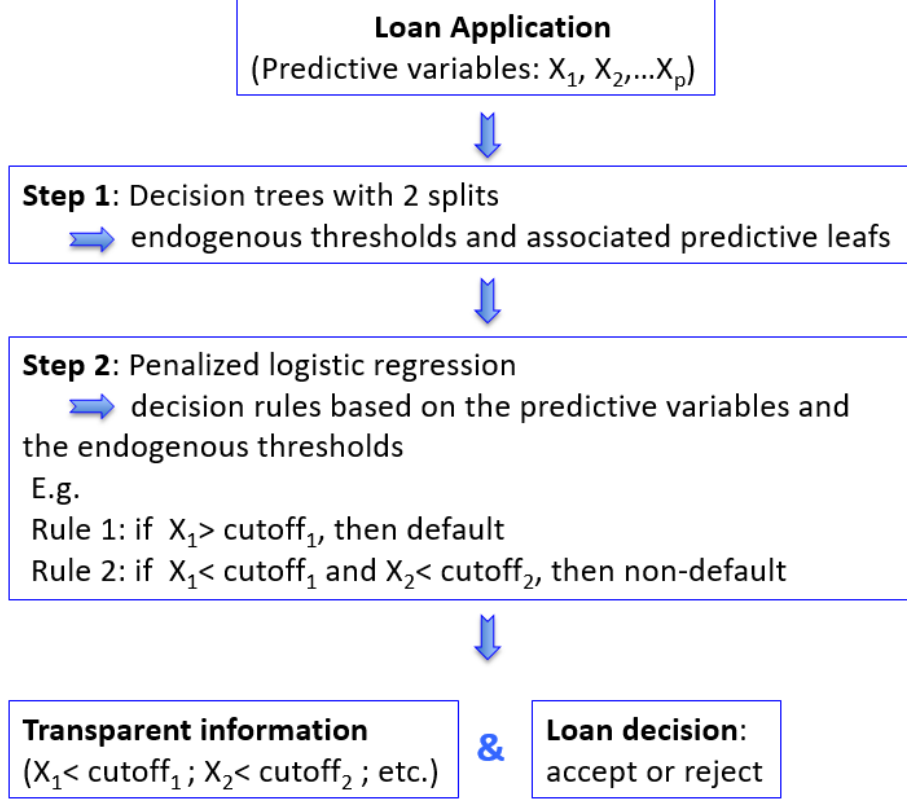 Loan Application
(Predictive variables: X₁, X₂,...Xₚ)
Step 1: Decision trees with 2 splits
endogenous thresholds and associated predictive leafs
Step 2: Penalized logistic regression
decision rules based on the predictive variables and
the endogenous thresholds
E.g.
Rule 1: if X₁> cutoff₁, then default
Rule 2: if X₁< cutoff₁ and X₂< cutoff₂, then non-default
Transparent information
(X₁< cutoff₁ ; X₂< cutoff₂ ; etc.)
&
Loan decision:
accept or reject